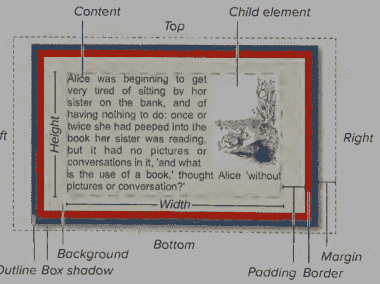 Content
Child element
Top
Alice was beginning to get
very tired of sitting by hor
sister on the bank, and of
having nothing to do: once or
twice she had peeped into the
book her sister was reading,
but it had no pictures or
conversations in it, 'and what
is the use of a book,' thought Alice 'without
pictures or conversation?'
Height
Width
ft
Right
Bottom
Background
Margin
Outline
Box shadow
Padding
Border